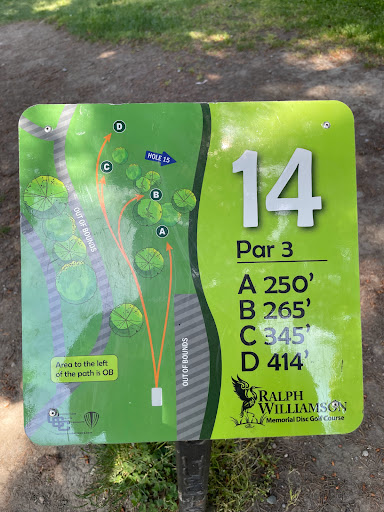 D
C
B
A
HOLE 15
OUT OF BOUNDS
OUT OF BOUNDS
Area to the left
of the path is OB
14
Par 3
A 250'
B 265'
C 345'
D 414'
RALPH
WILLIAMSON
Memorial Disc Golf Course